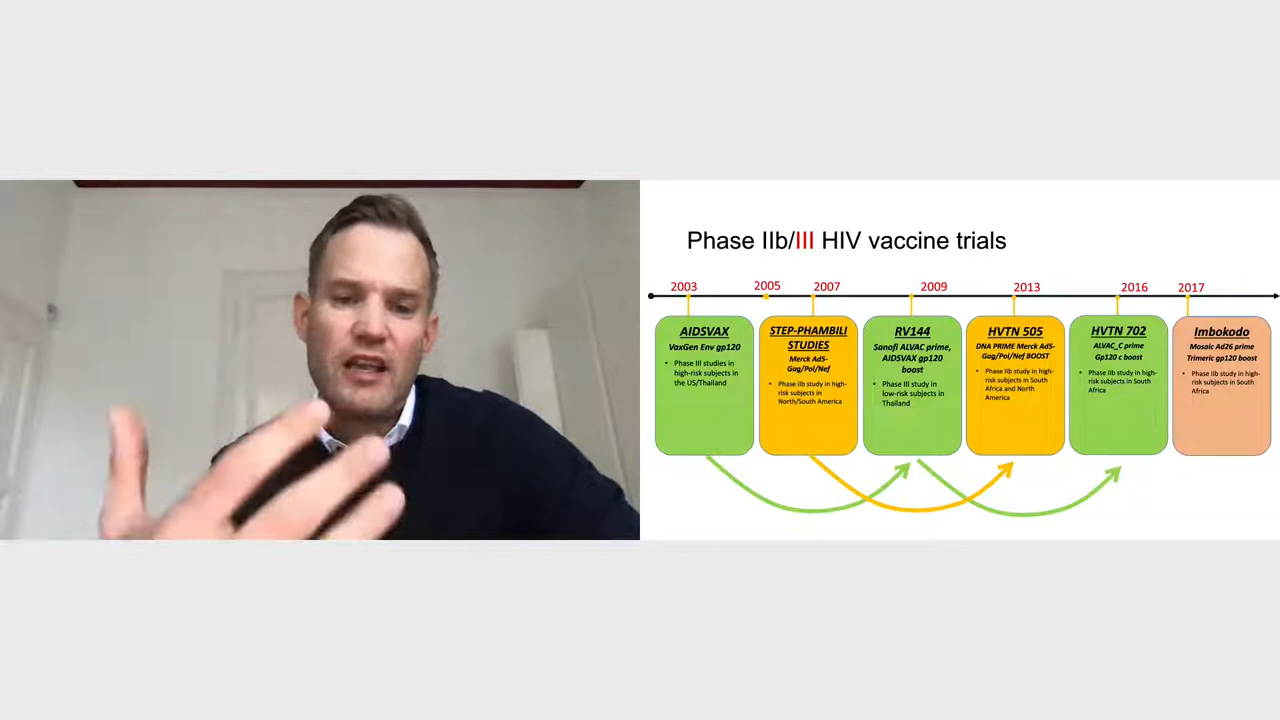 Phase IIb/III HIV vaccine trials
2003
2005
2007
2009
2013
2016
2017
AIDSVAX
VaxGen Env gp120
• Phase III studies in
high-risk subjects in
the US/Thailand
STEP-PHAMBILI
STUDIES
Merck Ad5-
Gag/Pol/Nef
• Phase IIb study in high-
risk subjects in
North/South America
RV144
Sanofi ALVAC prime,
AIDSVAX gp120
boost
• Phase III study in
low-risk subjects in
Thailand
HVTN 505
DNA PRIME Merck Ad5-
Gag/Pol/Nef BOOST
• Phase IIb study in high-
risk subjects in South
Africa and North
America
HVTN 702
ALVAC_C prime
Gp120 c boost
• Phase IIb study in high-
risk subjects in South
Africa
Imbokodo
Mosaic Ad26 prime
Trimeric gp120 boost
• Phase IIb study in high-
risk subjects in South
Africa